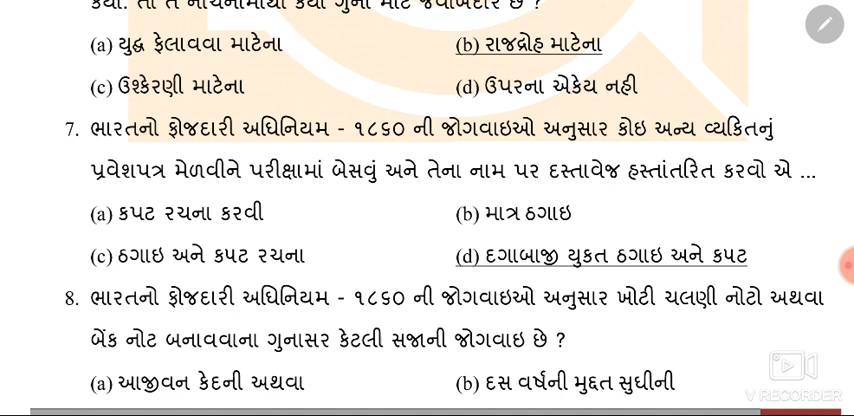 (a) યુદ્ધ ફેલાવવા માટેના
(b) રાજદ્રોહ માટેના
(c) ઉશ્કેરણી માટેના
(d) ઉપરના એકેય નહી
7. ભારતનો ફોજદારી અધિનિયમ - ૧૮૬૦ ની જોગવાઇઓ અનુસાર કોઇ અન્ય વ્યકિતનું
પ્રવેશપત્ર મેળવીને પરીક્ષામાં બેસવું અને તેના નામ પર દસ્તાવેજ હસ્તાંતરિત કરવો એ ...
(a) કપટ રચના કરવી
(b) માત્ર ઠગાઇ
(c) ઠગાઇ અને કપટ રચના
(d) દગાબાજી યુકત ઠગાઇ અને કપટ
8. ભારતનો ફોજદારી અધિનિયમ - ૧૮૬૦ ની જોગવાઇઓ અનુસાર ખોટી ચલણી નોટો અથવા
બેંક નોટ બનાવવાના ગુનાસર કેટલી સજાની જોગવાઇ છે ?
(a) આજીવન કેદની અથવા
(b) દસ વર્ષની મુદ્દત સુધીની
V RECORDER